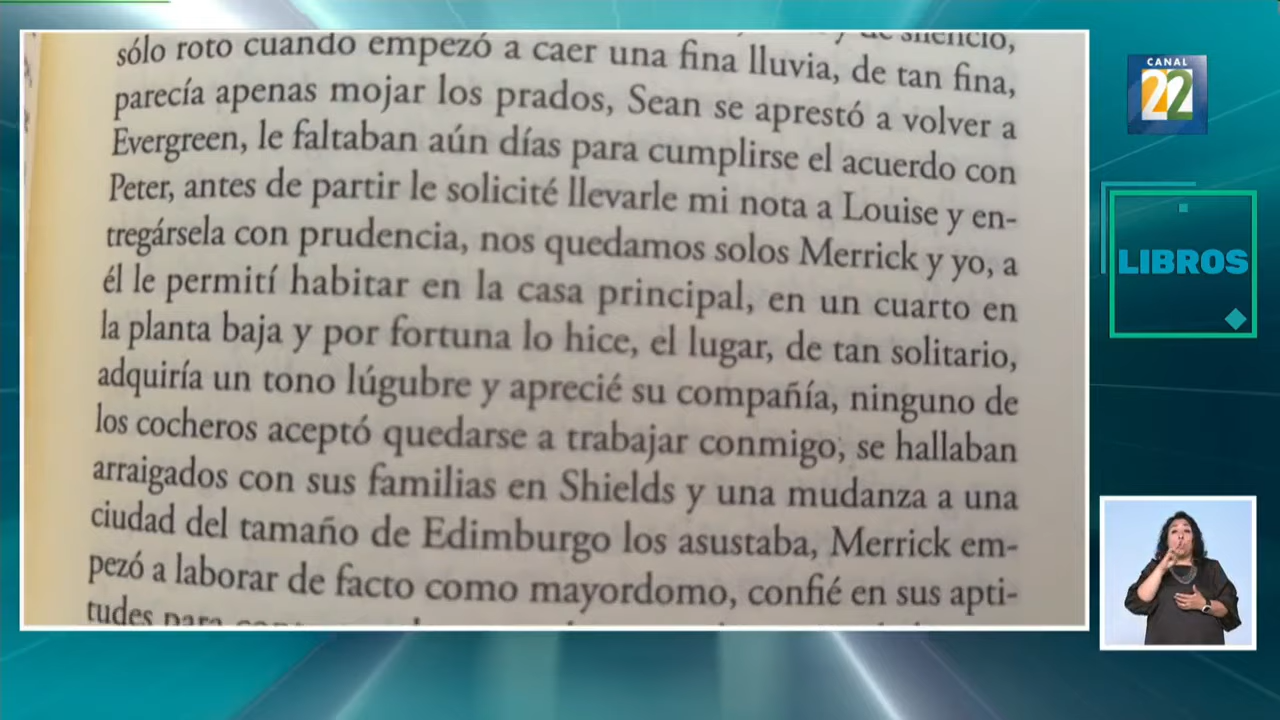 silencio,
sólo roto cuando empezó a caer una fina lluvia, de tan fina,
parecía apenas mojar los prados, Sean se aprestó a volver a
Evergreen, le faltaban aún días para cumplirse el acuerdo con
Peter, antes de partir le solicité llevarle mi nota a Louise y en-
tregársela con prudencia, nos quedamos solos Merrick y yo, a
él le permití habitar en la casa principal, en un cuarto en
la planta baja y por fortuna lo hice, el lugar, de tan solitario,
adquiría un tono lúgubre y aprecié su compañía, ninguno de
los cocheros aceptó quedarse a trabajar conmigo, se hallaban
arraigados con sus familias en Shields y una mudanza a una
ciudad del tamaño de Edimburgo los asustaba, Merrick em-
pezó a laborar de facto como mayordomo, confié en sus apti-
tudes para
CANAL
22
LIBROS